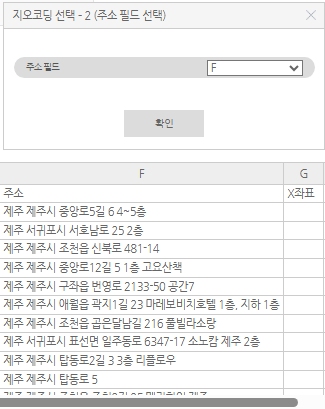 지오코딩 선택 - 2 (주소 필드 선택)
주소 필드
F
확인
F G
주소 X좌표
제주 제주시 중앙로5길 6 4~5층
제주 서귀포시 서호남로 25 2층
제주 제주시 조천읍 신북로 481-14
제주 제주시 중앙로12길 5 1층 고요산책
제주 제주시 구좌읍 번영로 2133-50 공간7
제주 제주시 애월읍 곽지1길 23 마레보비치호텔 1층, 지하 1층
제주 제주시 조천읍 곱은달남길 216 풀빌라소랑
제주 서귀포시 표선면 일주동로 6347-17 소노캄 제주 2층
제주 제주시 탑동로2길 3 3층 리플로우
제주 제주시 탑동로 5